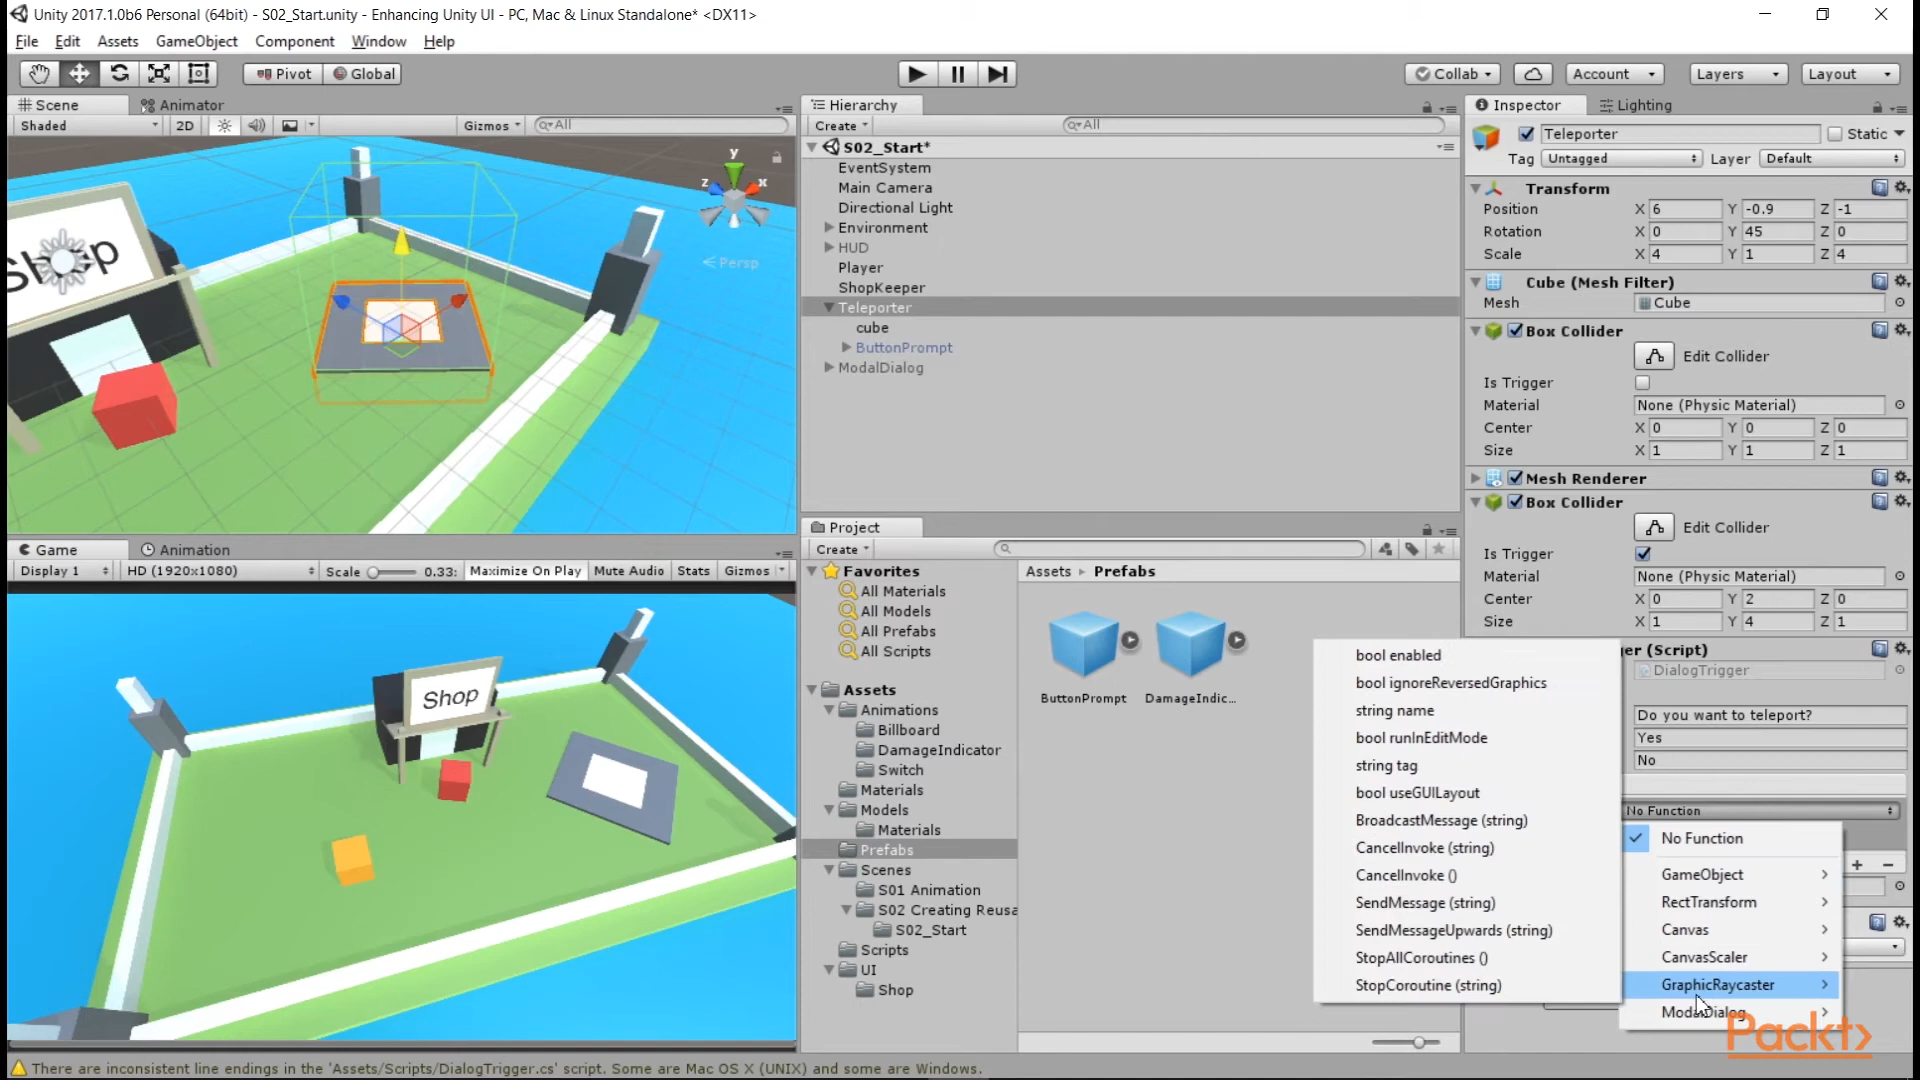 Unity 2017.1.0b6 Personal (64bit) - S02_Start.unity - Enhancing Unity UI - PC, Mac & Linux Standalone* <DX11>
File Edit Assets GameObject Component Window Help
Pivot Global
Collab Account Layers Layout
Scene Animator
Shaded 2D Gizmos All
y
z x
Persp
Shop
Hierarchy
Create All
S02_Start*
EventSystem
Main Camera
Directional Light
Environment
HUD
Player
ShopKeeper
Teleporter
cube
ButtonPrompt
ModalDialog
Inspector Lighting
Teleporter Static
Tag Untagged Layer Default
Transform
Position X 6 Y -0.9 Z -1
Rotation X 0 Y 45 Z 0
Scale X 4 Y 1 Z 4
Cube (Mesh Filter)
Mesh Cube
Box Collider
Edit Collider
Is Trigger
Material None (Physic Material)
Center X 0 Y 0 Z 0
Size X 1 Y 1 Z 1
Mesh Renderer
Box Collider
Edit Collider
Is Trigger
Material None (Physic Material)
Center X 0 Y 2 Z 0
Size X 1 Y 4 Z 1
(Script)
DialogTrigger
Do you want to teleport?
Yes
No
No Function
No Function
GameObject
RectTransform
Canvas
CanvasScaler
GraphicRaycaster
ModalDialog
bool enabled
bool ignoreReversedGraphics
string name
bool runInEditMode
string tag
bool useGUILayout
BroadcastMessage (string)
CancelInvoke (string)
CancelInvoke ()
SendMessage (string)
SendMessageUpwards (string)
StopAllCoroutines ()
StopCoroutine (string)
Project
Create
Favorites
All Materials
All Models
All Prefabs
All Scripts
Assets
Animations
Billboard
DamageIndicator
Switch
Materials
Models
Materials
Prefabs
Scenes
S01 Animation
S02 Creating Reusa
S02_Start
Scripts
UI
Shop
Assets Prefabs
ButtonPrompt DamageIndic...
Game Animation
Display 1 HD (1920x1080) Scale 0.33: Maximize On Play Mute Audio Stats Gizmos
Shop
Packt>
There are inconsistent line endings in the 'Assets/Scripts/DialogTrigger.cs' script. Some are Mac OS X (UNIX) and some are Windows.